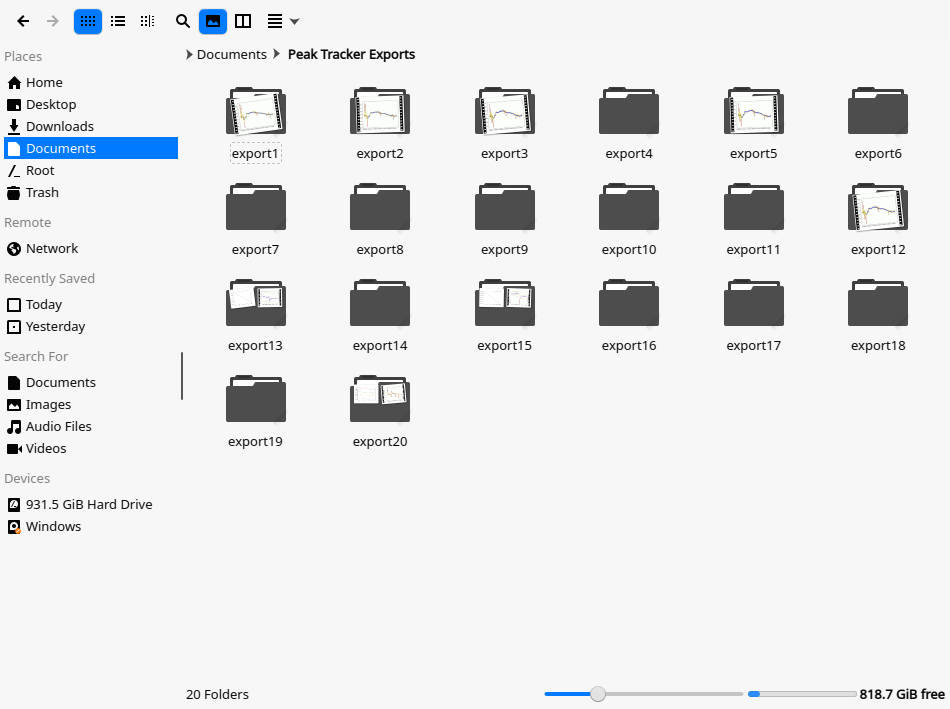 Documents Peak Tracker Exports
Places
Home
Desktop
Downloads
Documents
Root
Trash
Remote
Network
Recently Saved
Today
Yesterday
Search For
Documents
Images
Audio Files
Videos
Devices
931.5 GiB Hard Drive
Windows
export1 export2 export3 export4 export5 export6
export7 export8 export9 export10 export11 export12
export13 export14 export15 export16 export17 export18
export19 export20
20 Folders
818.7 GiB free